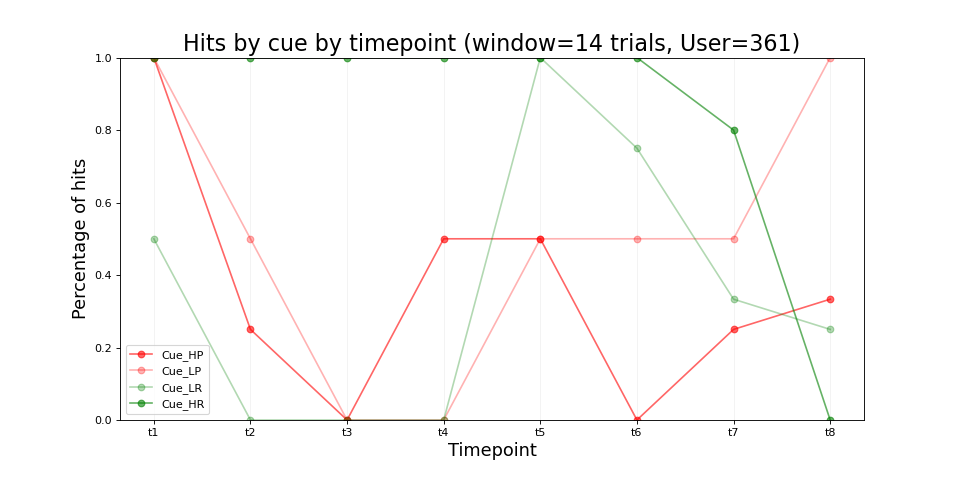 Hits by cue by timepoint (window=14 trials, User=361)
Percentage of hits
1.0
0.8
0.6
0.4
0.2
0.0
Cue_HP
Cue_LP
Cue_LR
Cue_HR
t1 t2 t3 t4 t5 t6 t7 t8
Timepoint